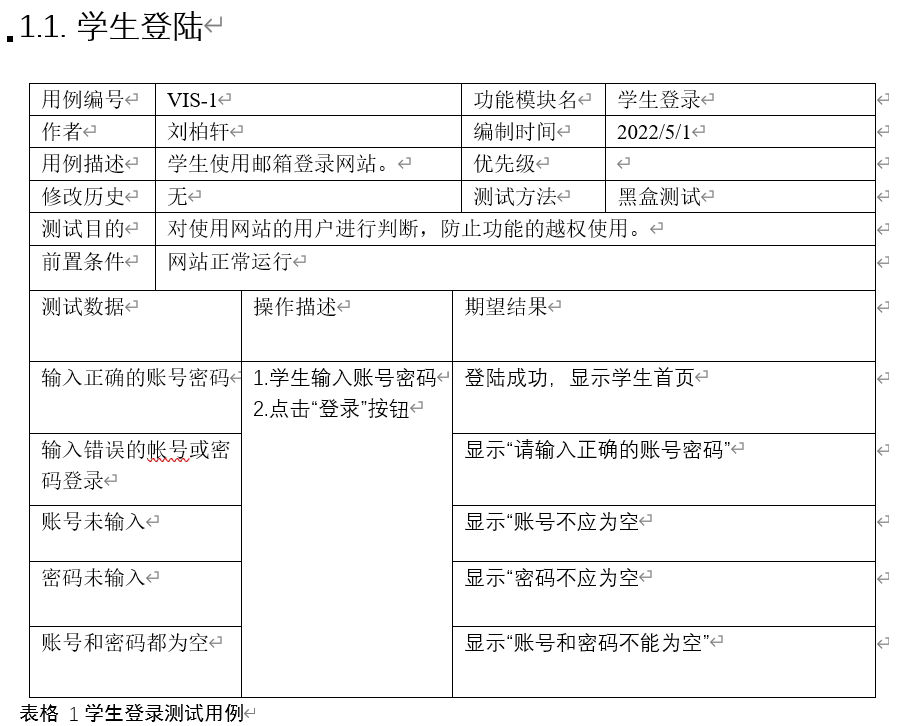 1.1. 学生登陆
用例编号 VIS-1 功能模块名 学生登录
作者 刘柏轩 编制时间 2022/5/1
用例描述 学生使用邮箱登录网站。 优先级
修改历史 无 测试方法 黑盒测试
测试目的 对使用网站的用户进行判断，防止功能的越权使用。
前置条件 网站正常运行
测试数据 操作描述 期望结果
输入正确的账号密码 1.学生输入账号密码 登陆成功，显示学生首页
2.点击“登录”按钮
输入错误的帐号或密 显示“请输入正确的账号密码”
码登录
账号未输入 显示“账号不应为空
密码未输入 显示“密码不应为空
账号和密码都为空 显示“账号和密码不能为空”
表格 1 学生登录测试用例